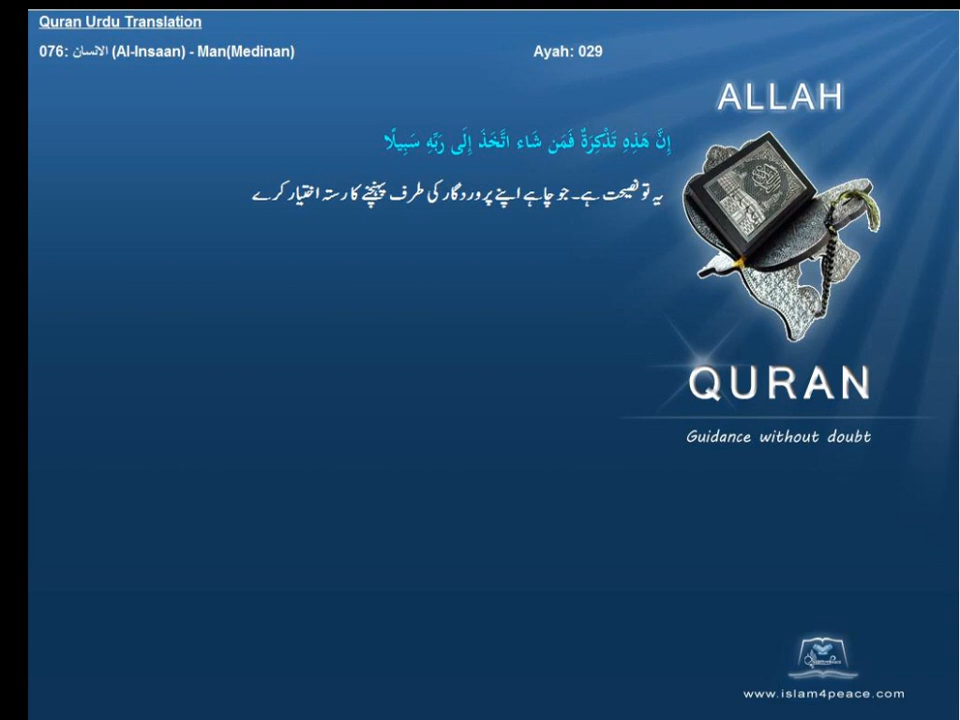 Quran Urdu Translation
076: الانسان (Al-Insaan) - Man(Medinan)
Ayah: 029
ALLAH
إِنَّ هَذِهِ تَذْكِرَةٌ فَمَن شَاء اتَّخَذَ إِلَى رَبِّهِ سَبِيلًا
یہ تو نصیحت ہے۔ جو چاہے اپنے پروردگار کی طرف پہنچنے کا رستہ اختیار کرے
QURAN
Guidance without doubt
www.islam4peace.com